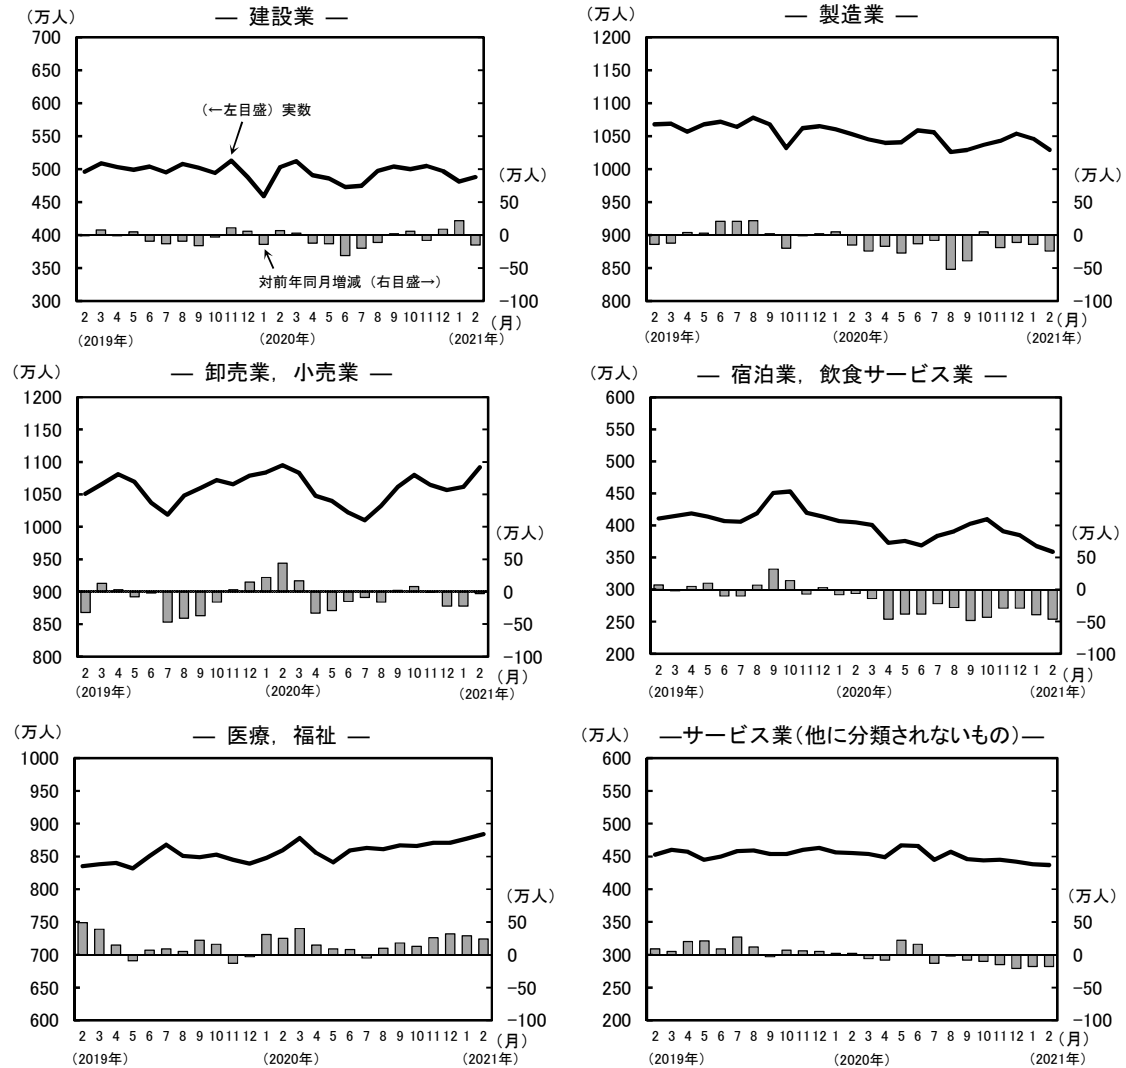 (万人)
― 建設業 ―
700
650
600
550
500
450
400
350
300
(←左目盛) 実数
対前年同月増減 (右目盛→)
(万人)
50
0
−50
−100
2 3 4 5 6 7 8 9 10 11 12 1 2 3 4 5 6 7 8 9 10 11 12 1 2
(月)
(2019年) (2020年) (2021年)
(万人)
― 製造業 ―
1200
1150
1100
1050
1000
950
900
850
800
(万人)
50
0
−50
−100
2 3 4 5 6 7 8 9 10 11 12 1 2 3 4 5 6 7 8 9 10 11 12 1 2
(月)
(2019年) (2020年) (2021年)
(万人)
― 卸売業，小売業 ―
1200
1150
1100
1050
1000
950
900
850
800
(万人)
50
0
−50
−100
2 3 4 5 6 7 8 9 10 11 12 1 2 3 4 5 6 7 8 9 10 11 12 1 2
(月)
(2019年) (2020年) (2021年)
(万人)
― 宿泊業，飲食サービス業 ―
600
550
500
450
400
350
300
250
200
(万人)
50
0
−50
−100
2 3 4 5 6 7 8 9 10 11 12 1 2 3 4 5 6 7 8 9 10 11 12 1 2
(月)
(2019年) (2020年) (2021年)
(万人)
― 医療，福祉 ―
1000
950
900
850
800
750
700
650
600
(万人)
50
0
−50
−100
2 3 4 5 6 7 8 9 10 11 12 1 2 3 4 5 6 7 8 9 10 11 12 1 2
(月)
(2019年) (2020年) (2021年)
(万人)
―サービス業(他に分類されないもの)―
600
550
500
450
400
350
300
250
200
(万人)
50
0
−50
−100
2 3 4 5 6 7 8 9 10 11 12 1 2 3 4 5 6 7 8 9 10 11 12 1 2
(月)
(2019年) (2020年) (2021年)